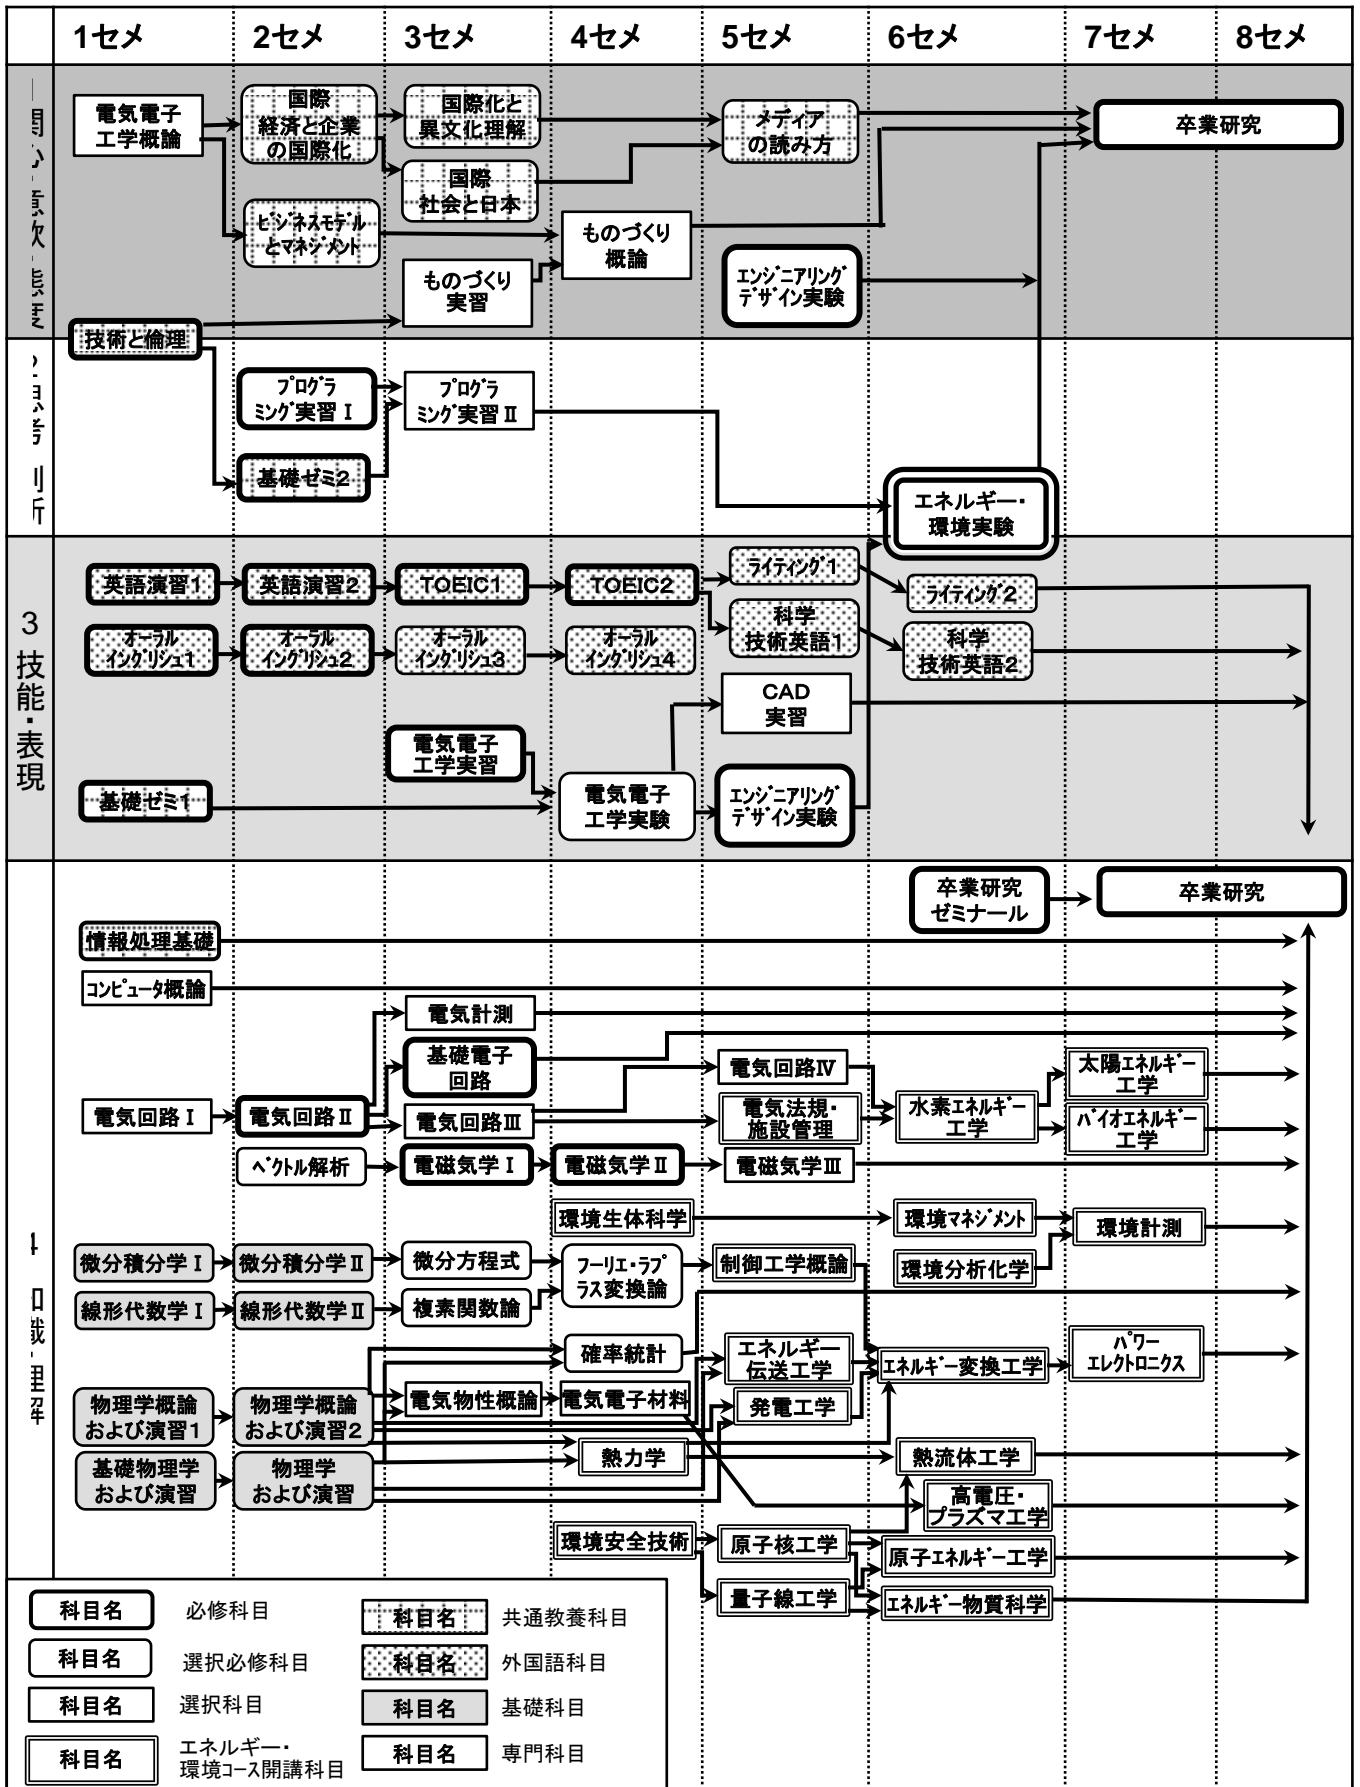 1セメ
2セメ
3セメ
4セメ
5セメ
6セメ
7セメ
8セメ
電気電子
工学概論
国際
経済と企業
の国際化
国際化と
異文化理解
メディア
の読み方
卒業研究
国際
社会と日本
ビジネスモデル
とマネジメント
ものづくり
概論
ものづくり
実習
エンジニアリング
デザイン実験
技術と倫理
プログラ
ミング実習Ⅰ
プログラ
ミング実習Ⅱ
基礎ゼミ2
エネルギー・
環境実験
3
技能・表現
英語演習1
英語演習2
TOEIC1
TOEIC2
ライティング1
ライティング2
オーラル
イングリシュ1
オーラル
イングリシュ2
オーラル
イングリシュ3
オーラル
イングリシュ4
科学
技術英語1
科学
技術英語2
CAD
実習
電気電子
工学実習
基礎ゼミ1
電気電子
工学実験
エンジニアリング
デザイン実験
卒業研究
ゼミナール
卒業研究
情報処理基礎
コンピュータ概論
電気計測
基礎電子
回路
電気回路Ⅳ
太陽エネルギー
工学
電気回路Ⅰ
電気回路Ⅱ
電気回路Ⅲ
電気法規・
施設管理
水素エネルギー
工学
バイオエネルギー
工学
ベクトル解析
電磁気学Ⅰ
電磁気学Ⅱ
電磁気学Ⅲ
環境生体科学
環境マネジメント
環境計測
微分積分学Ⅰ
微分積分学Ⅱ
微分方程式
フーリエ・ラプ
ラス変換論
制御工学概論
環境分析化学
線形代数学Ⅰ
線形代数学Ⅱ
複素関数論
確率統計
エネルギー
伝送工学
エネルギー変換工学
パワー
エレクトロニクス
物理学概論
および演習1
物理学概論
および演習2
電気物性概論
電気電子材料
発電工学
基礎物理学
および演習
物理学
および演習
熱力学
熱流体工学
高電圧・
プラズマ工学
環境安全技術
原子核工学
原子エネルギー工学
量子線工学
エネルギー物質科学
科目名
必修科目
科目名
共通教養科目
科目名
選択必修科目
科目名
外国語科目
科目名
選択科目
科目名
基礎科目
科目名
エネルギー・
環境コース開講科目
科目名
専門科目